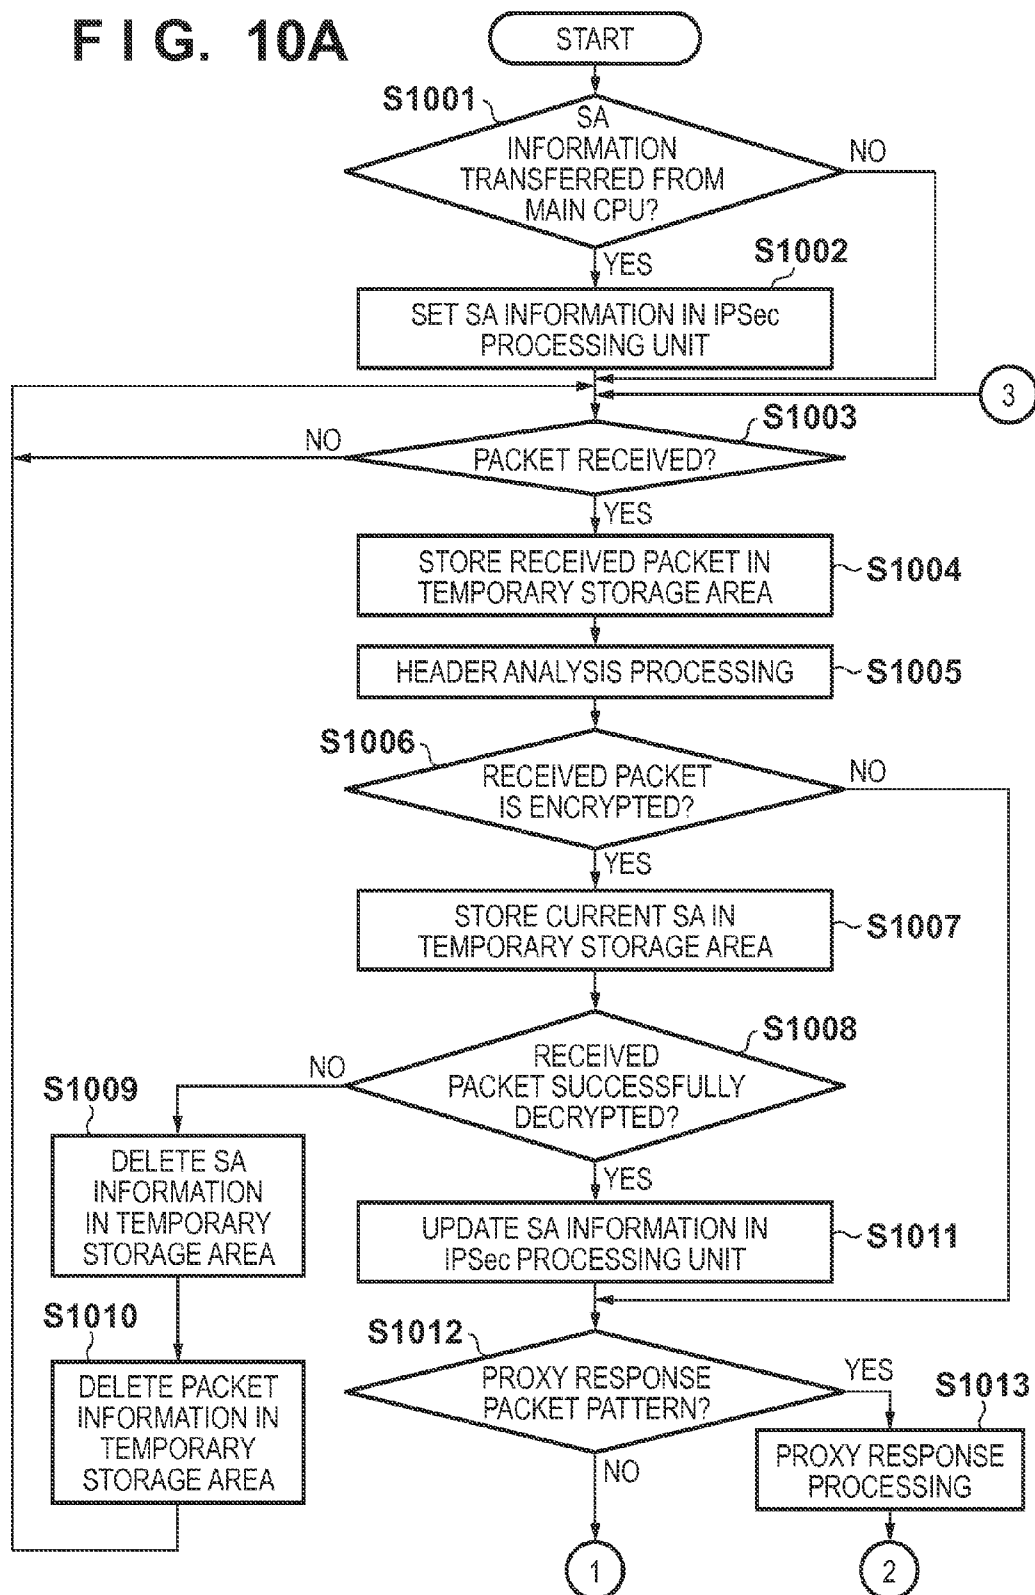 FIG. 10A
START
S1001
SA
INFORMATION
TRANSFERRED FROM
MAIN CPU?
NO
YES
S1002
SET SA INFORMATION IN IPSec
PROCESSING UNIT
3
S1003
NO
PACKET RECEIVED?
YES
STORE RECEIVED PACKET IN
TEMPORARY STORAGE AREA
S1004
HEADER ANALYSIS PROCESSING
S1005
S1006
RECEIVED PACKET
IS ENCRYPTED?
NO
YES
STORE CURRENT SA IN
TEMPORARY STORAGE AREA
S1007
S1008
NO
RECEIVED
PACKET SUCCESSFULLY
DECRYPTED?
YES
S1009
DELETE SA
INFORMATION
IN TEMPORARY
STORAGE AREA
UPDATE SA INFORMATION IN
IPSec PROCESSING UNIT
S1011
S1010
DELETE PACKET
INFORMATION IN
TEMPORARY
STORAGE AREA
S1012
PROXY RESPONSE
PACKET PATTERN?
YES
NO
S1013
PROXY RESPONSE
PROCESSING
1
2